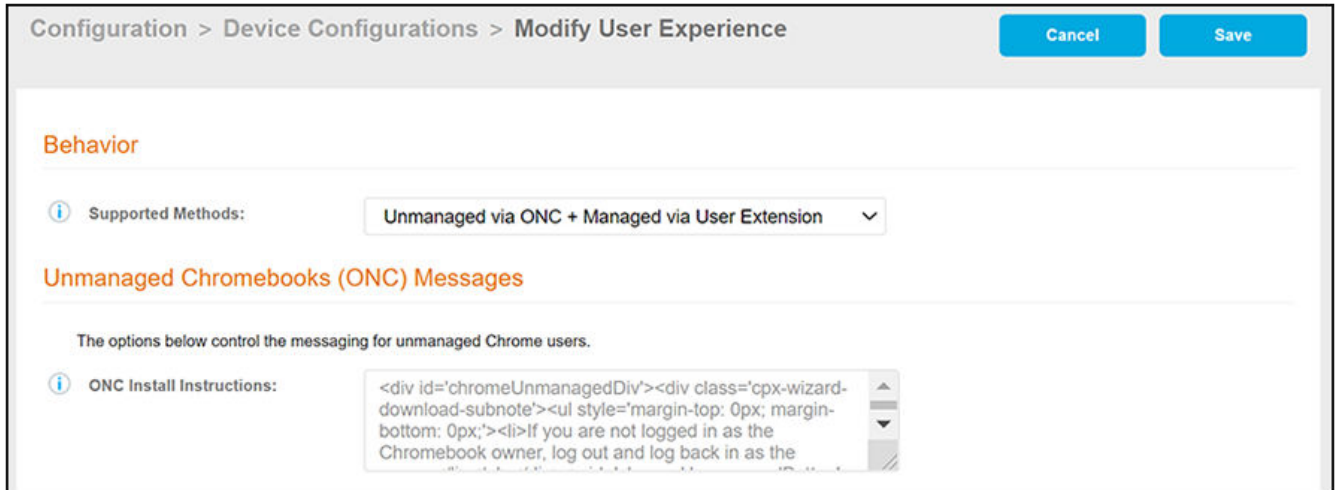 Configuration > Device Configurations > Modify User Experience
Cancel
Save
Behavior
Supported Methods:
Unmanaged via ONC + Managed via User Extension
Unmanaged Chromebooks (ONC) Messages
The options below control the messaging for unmanaged Chrome users.
ONC Install Instructions:
<div id='chromeUnmanagedDiv'><div class='cpx-wizard-
download-subnote'><ul style='margin-top: 0px; margin-
bottom: 0px;'><li>If you are not logged in as the
Chromebook owner, log out and log back in as the